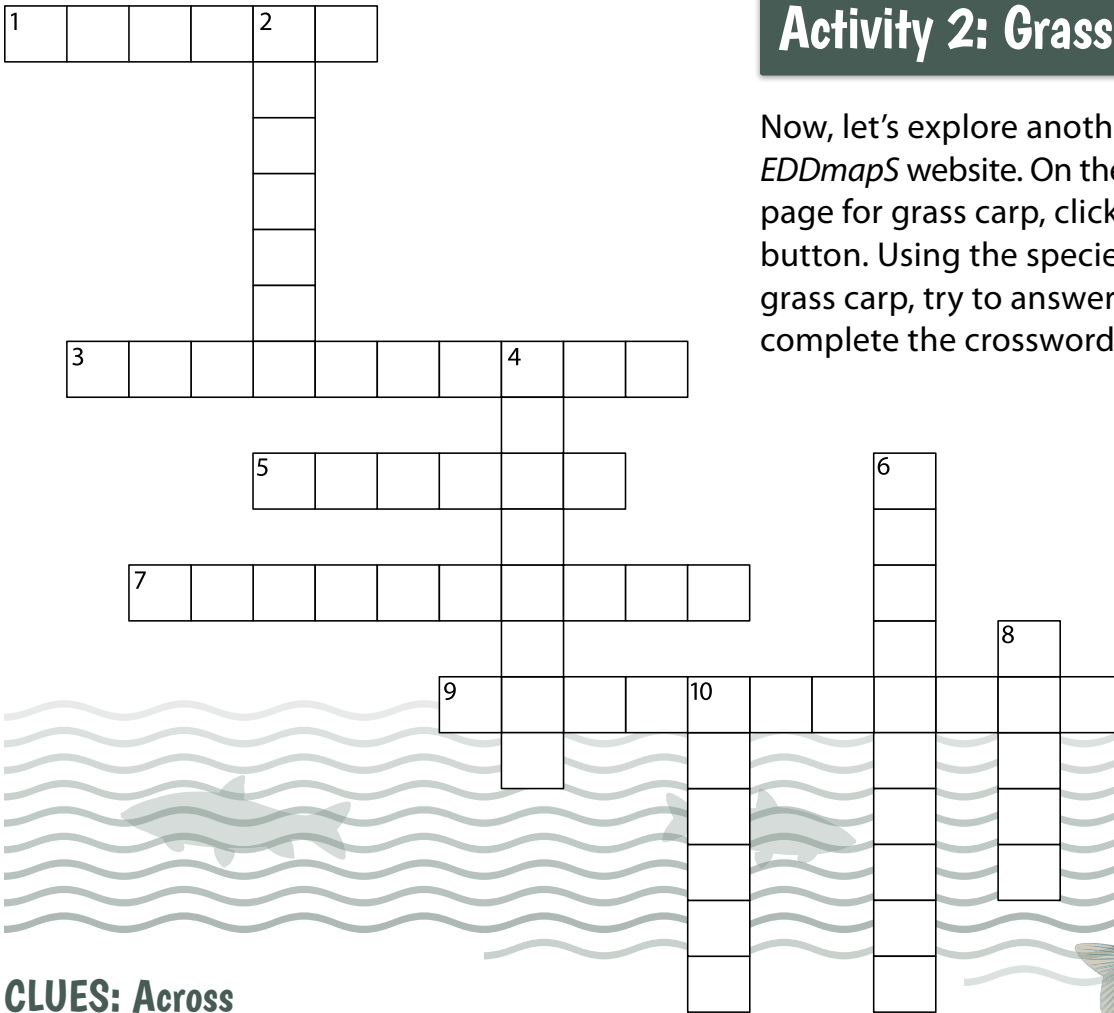 1 2
Activity 2: Grass
Now, let's explore anoth
EDDmapS website. On the
page for grass carp, click
button. Using the specie
grass carp, try to answer
complete the crossword
3 4
5 6
7
8
9 10
CLUES: Across